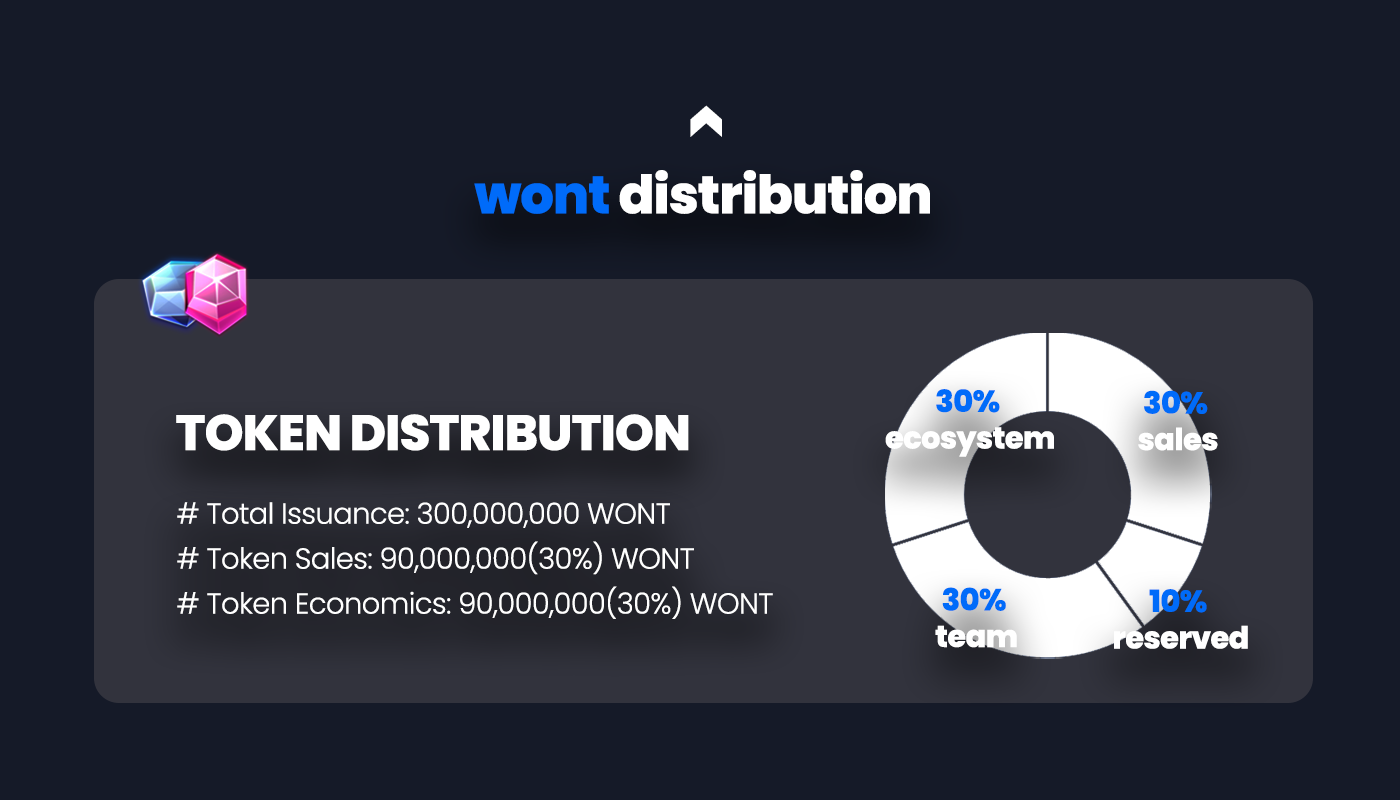 wont distribution
TOKEN DISTRIBUTION
# Total Issuance: 300,000,000 WONT
# Token Sales: 90,000,000(30%) WONT
# Token Economics: 90,000,000(30%) WONT
30%
ecosystem
30%
sales
30%
team
10%
reserved